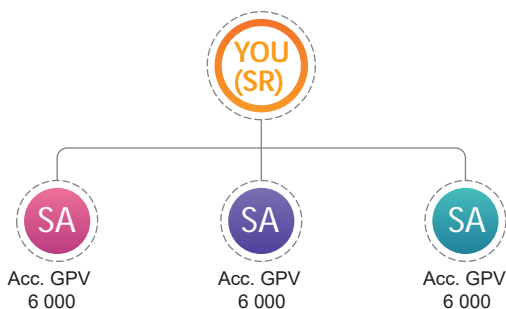 YOU
(SR)
SA
SA
SA
Acc. GPV
6 000
Acc. GPV
6 000
Acc. GPV
6 000